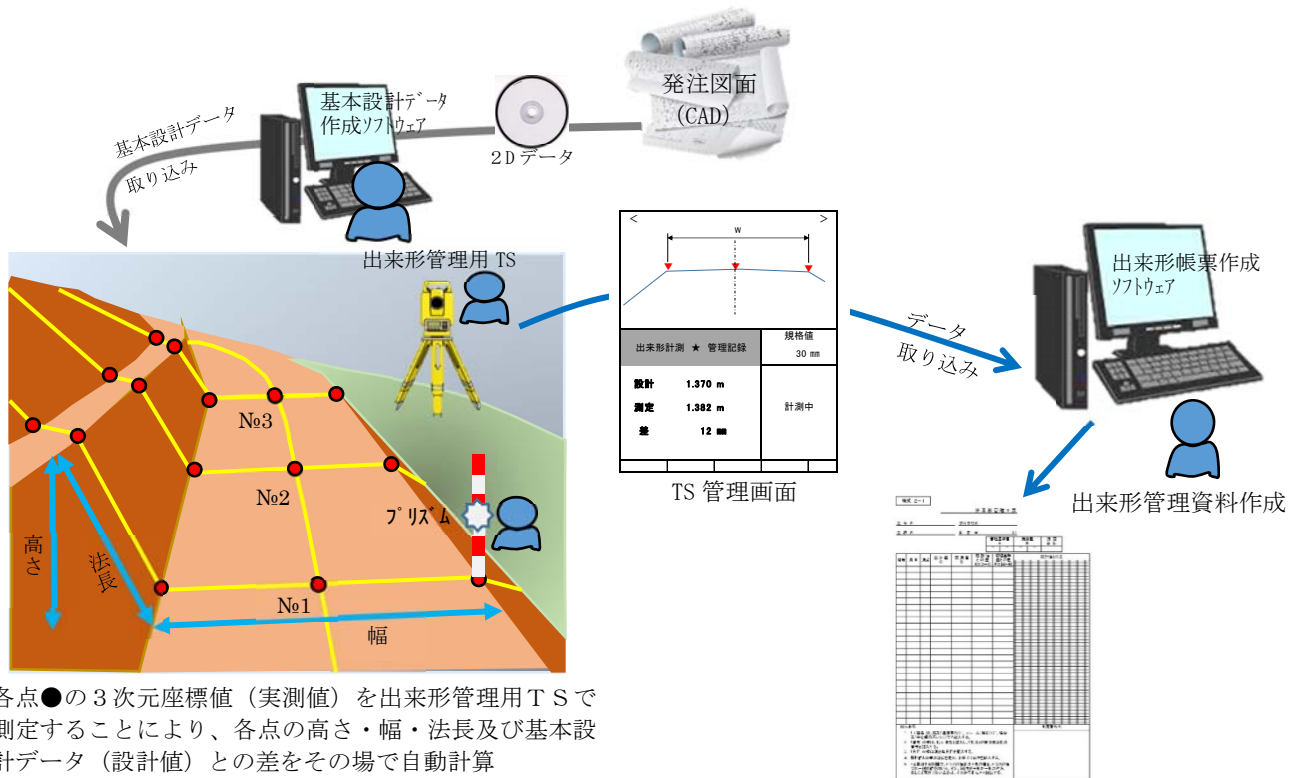 発注図面
(CAD)
基本設計ﾃﾞｰﾀ
作成ｿﾌﾄｳｪｱ
2Dデータ
基本設計データ
取り込み
出来形管理用 TS
№3
№2
№1
プリズム
高さ
法長
幅
< >
W
出来形計測 ★ 管理記録
規格値
30 mm
設計 1.370 m
測定 1.382 m
差 12 mm
計測中
TS 管理画面
データ
取り込み
出来形帳票作成
ｿﾌﾄｳｪｱ
出来形管理資料作成
各点●の3次元座標値（実測値）を出来形管理用TSで
測定することにより、各点の高さ・幅・法長及び基本設
計データ（設計値）との差をその場で自動計算